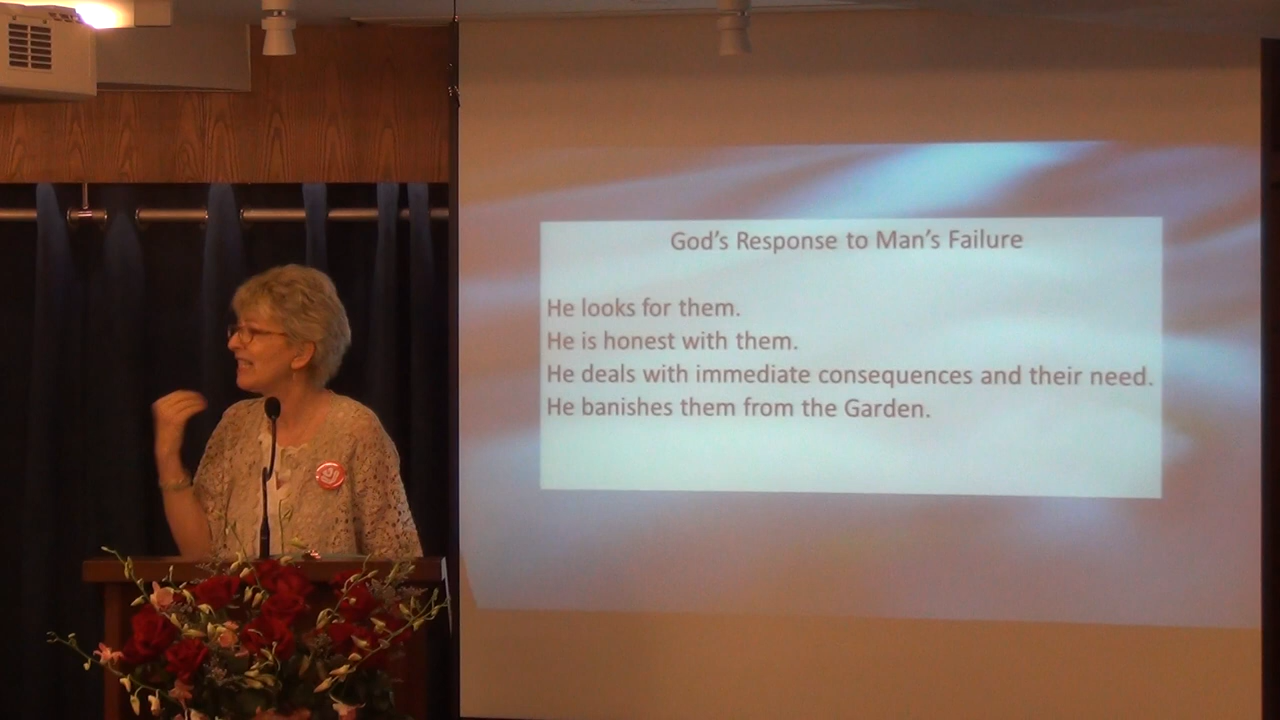 God’s Response to Man’s Failure
He looks for them.
He is honest with them.
He deals with immediate consequences and their need.
He banishes them from the Garden.